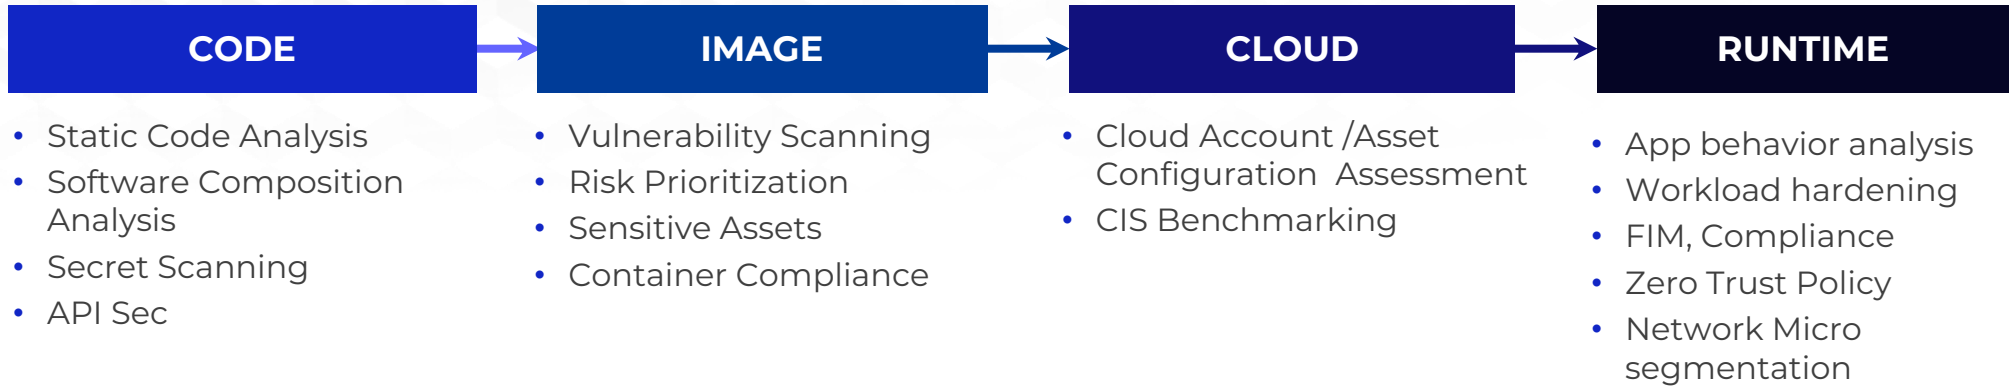 CODE
Static Code Analysis
Software Composition
Analysis
Secret Scanning
API Sec
IMAGE
Vulnerability Scanning
Risk Prioritization
Sensitive Assets
Container Compliance
CLOUD
Cloud Account /Asset
Configuration  Assessment
CIS Benchmarking
RUNTIME
App behavior analysis
Workload hardening
FIM, Compliance
Zero Trust Policy
Network Micro
segmentation